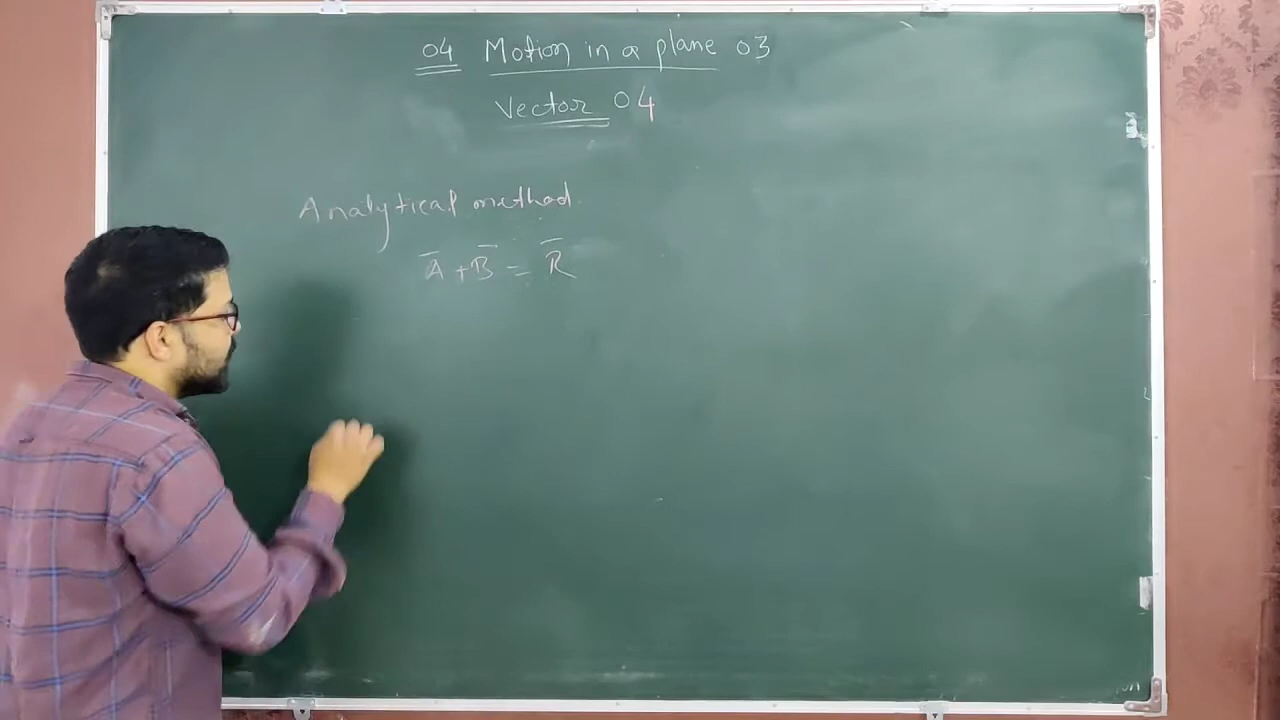 04 Motion in a plane 03
Vector 04
Analytical method
A̅ + B̅ = R̅